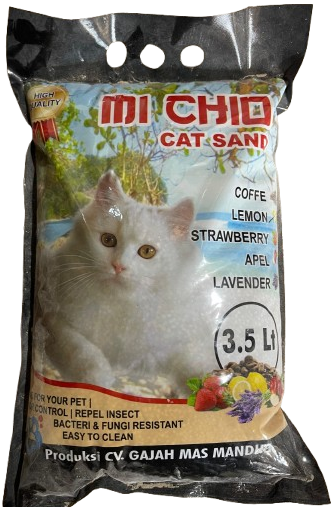 HIGH
QUALITY
MI CHIO
CAT SAND
COFFE
LEMON
STRAWBERRY
APEL
LAVENDER
3.5 Lt
FOR YOUR PET |
CONTROL | REPEL INSECT
BACTERI & FUNGI RESISTANT
EASY TO CLEAN
Produksi CV. GAJAH MAS